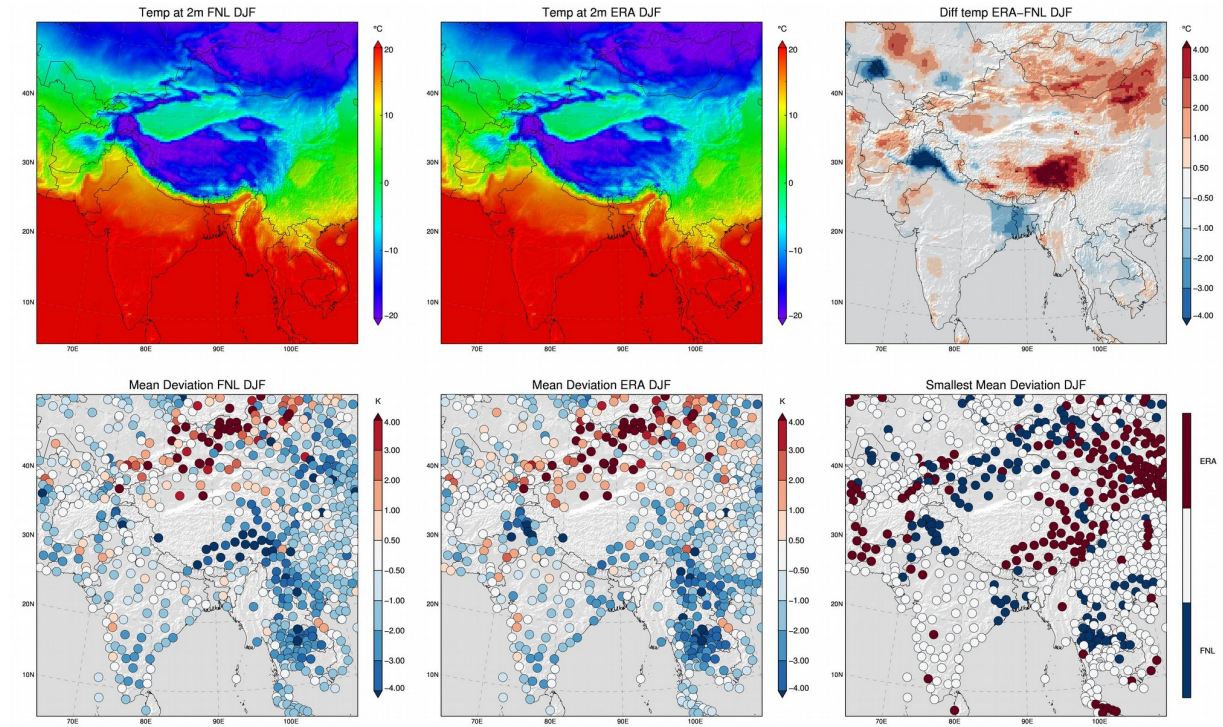 Temp at 2m FNL DJF
°C
20
10
0
−10
−20
40N
30N
20N
10N
70E 80E 90E 100E
Temp at 2m ERA DJF
°C
20
10
0
−10
−20
40N
30N
20N
10N
70E 80E 90E 100E
Diff temp ERA−FNL DJF
°C
4.00
3.00
2.00
1.00
0.50
−0.50
−1.00
−2.00
−3.00
−4.00
40N
30N
20N
10N
70E 80E 90E 100E
Mean Deviation FNL DJF
K
4.00
3.00
2.00
1.00
0.50
−0.50
−1.00
−2.00
−3.00
−4.00
40N
30N
20N
10N
70E 80E 90E 100E
Mean Deviation ERA DJF
K
4.00
3.00
2.00
1.00
0.50
−0.50
−1.00
−2.00
−3.00
−4.00
40N
30N
20N
10N
70E 80E 90E 100E
Smallest Mean Deviation DJF
ERA
FNL
40N
30N
20N
10N
70E 80E 90E 100E